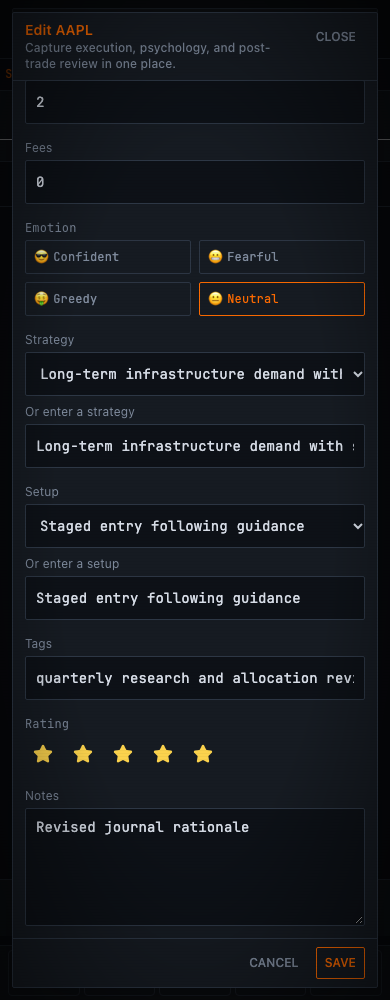 Edit AAPL
Capture execution, psychology, and post-
trade review in one place.
CLOSE
2
Fees
0
Emotion
😎 Confident
😬 Fearful
🤑 Greedy
😐 Neutral
Strategy
Long-term infrastructure demand with
Or enter a strategy
Long-term infrastructure demand with s
Setup
Staged entry following guidance
Or enter a setup
Staged entry following guidance
Tags
quarterly research and allocation revi
Rating
Notes
Revised journal rationale
CANCEL
SAVE